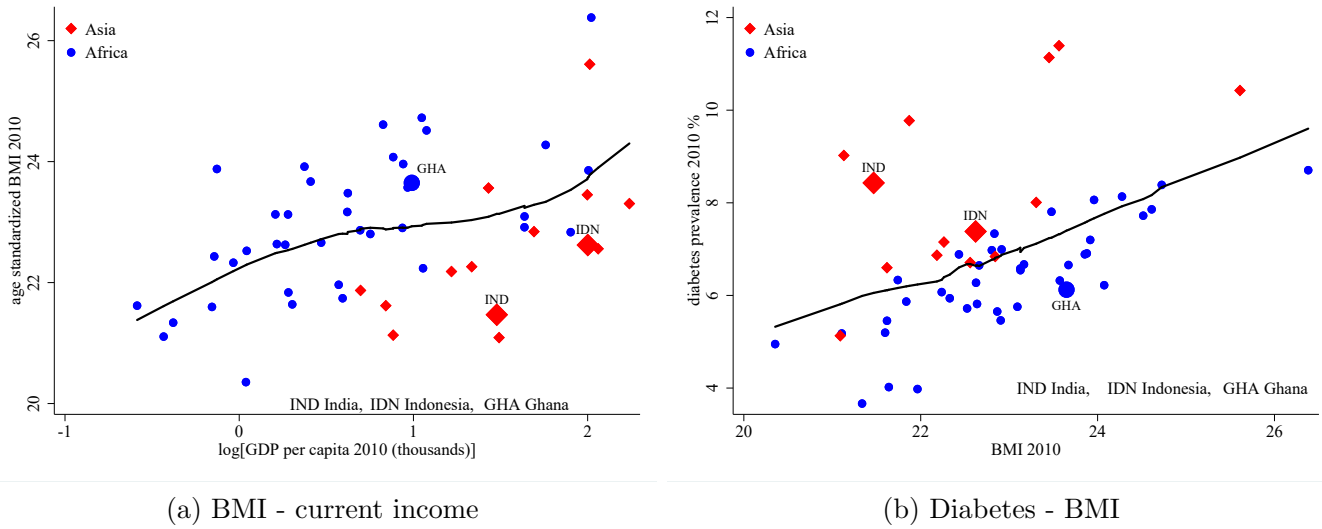 Asia
Africa
age standardized BMI 2010
26
24
22
20
GHA
IDN
IND
IND India, IDN Indonesia, GHA Ghana
-1 0 1 2
log[GDP per capita 2010 (thousands)]
(a) BMI - current income
Asia
Africa
diabetes prevalence 2010 %
12
10
8
6
4
IND
IDN
GHA
IND India, IDN Indonesia, GHA Ghana
20 22 24 26
BMI 2010
(b) Diabetes - BMI